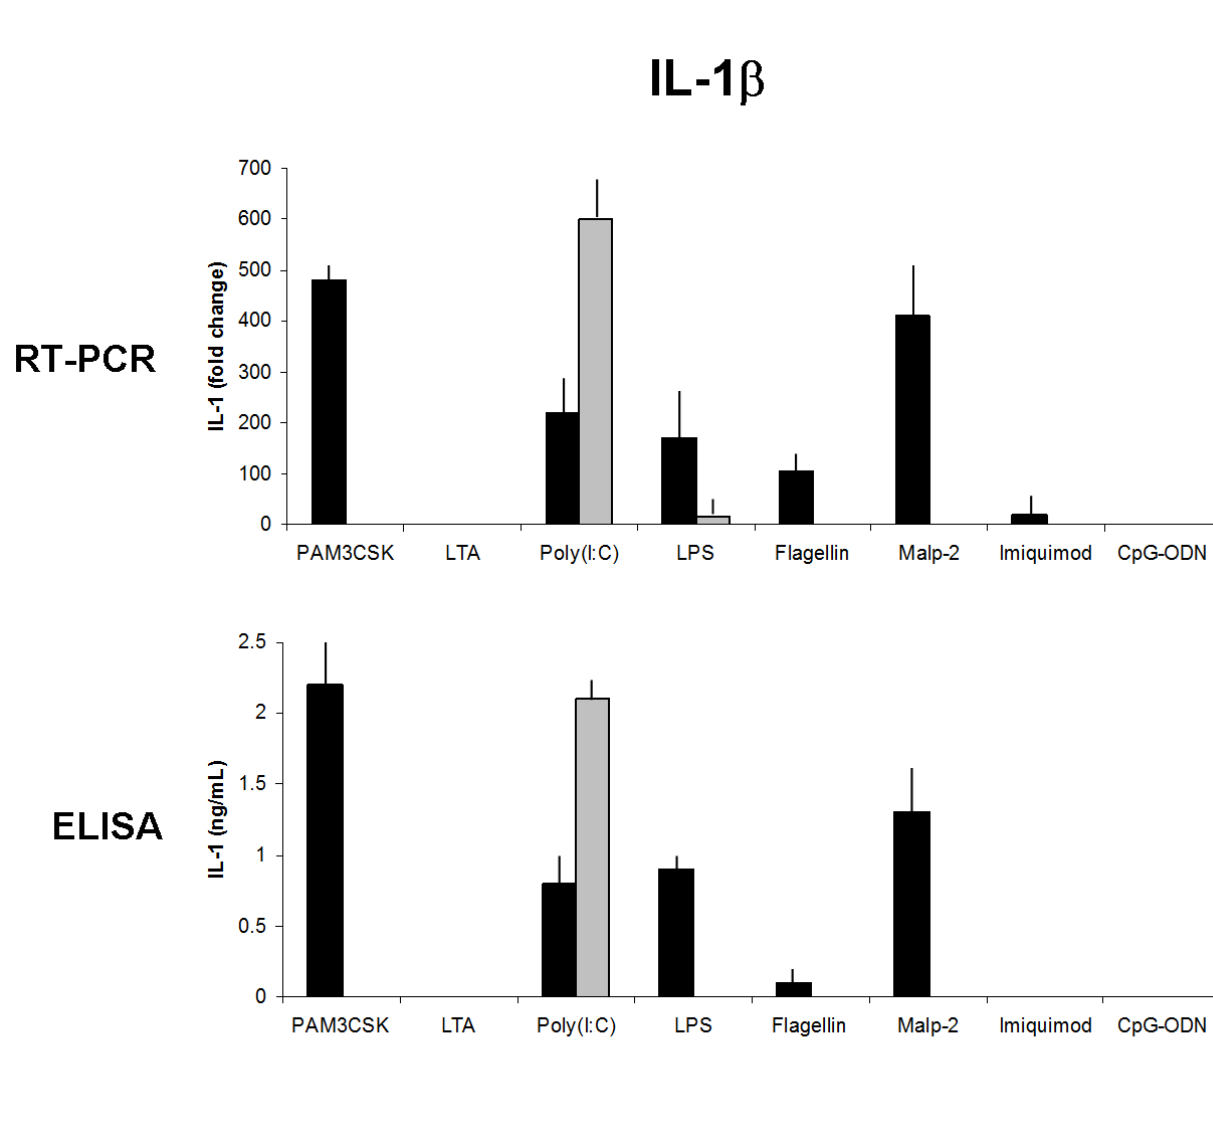 IL-1β
RT-PCR
IL-1 (fold change)
700
600
500
400
300
200
100
0
PAM3CSK LTA Poly(I:C) LPS Flagellin Malp-2 Imiquimod CpG-ODN
ELISA
IL-1 (ng/mL)
2.5
2
1.5
1
0.5
0
PAM3CSK LTA Poly(I:C) LPS Flagellin Malp-2 Imiquimod CpG-ODN